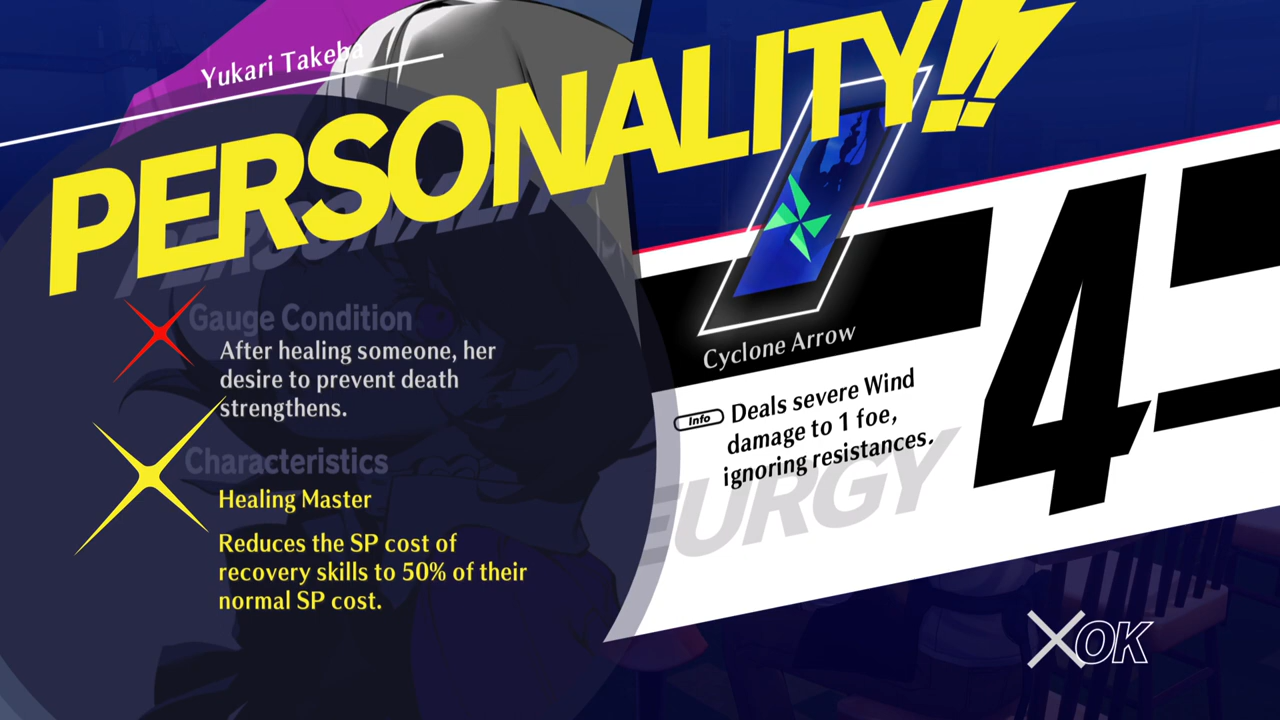 Yukari Takeba
PERSONALITY!!
PERSONALITY
Gauge Condition
After healing someone, her
desire to prevent death
strengthens.
Characteristics
Healing Master
Reduces the SP cost of
recovery skills to 50% of their
normal SP cost.
Cyclone Arrow
Info
Deals severe Wind
damage to 1 foe,
ignoring resistances.
EURGY
4
OK